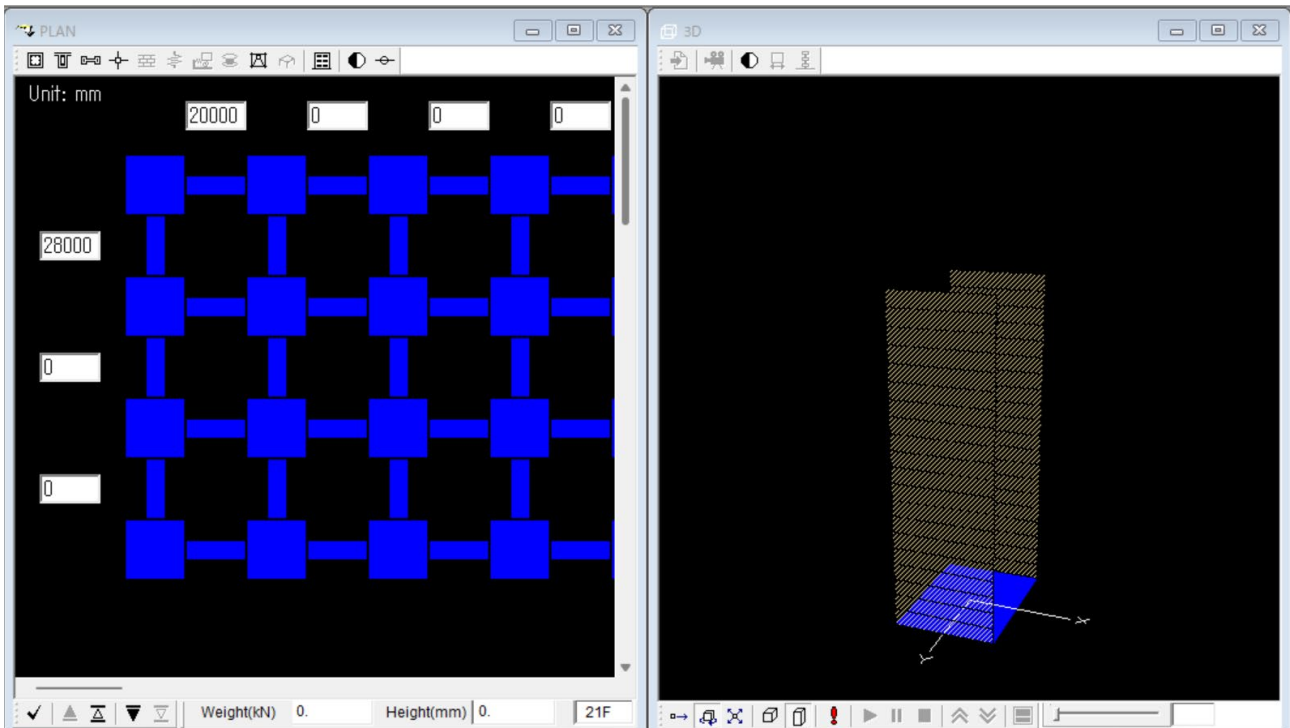 PLAN
Unit: mm
20000 0 0 0
28000
0
0
Weight(kN) 0. Height(mm) 0. 21F
3D
X
Y